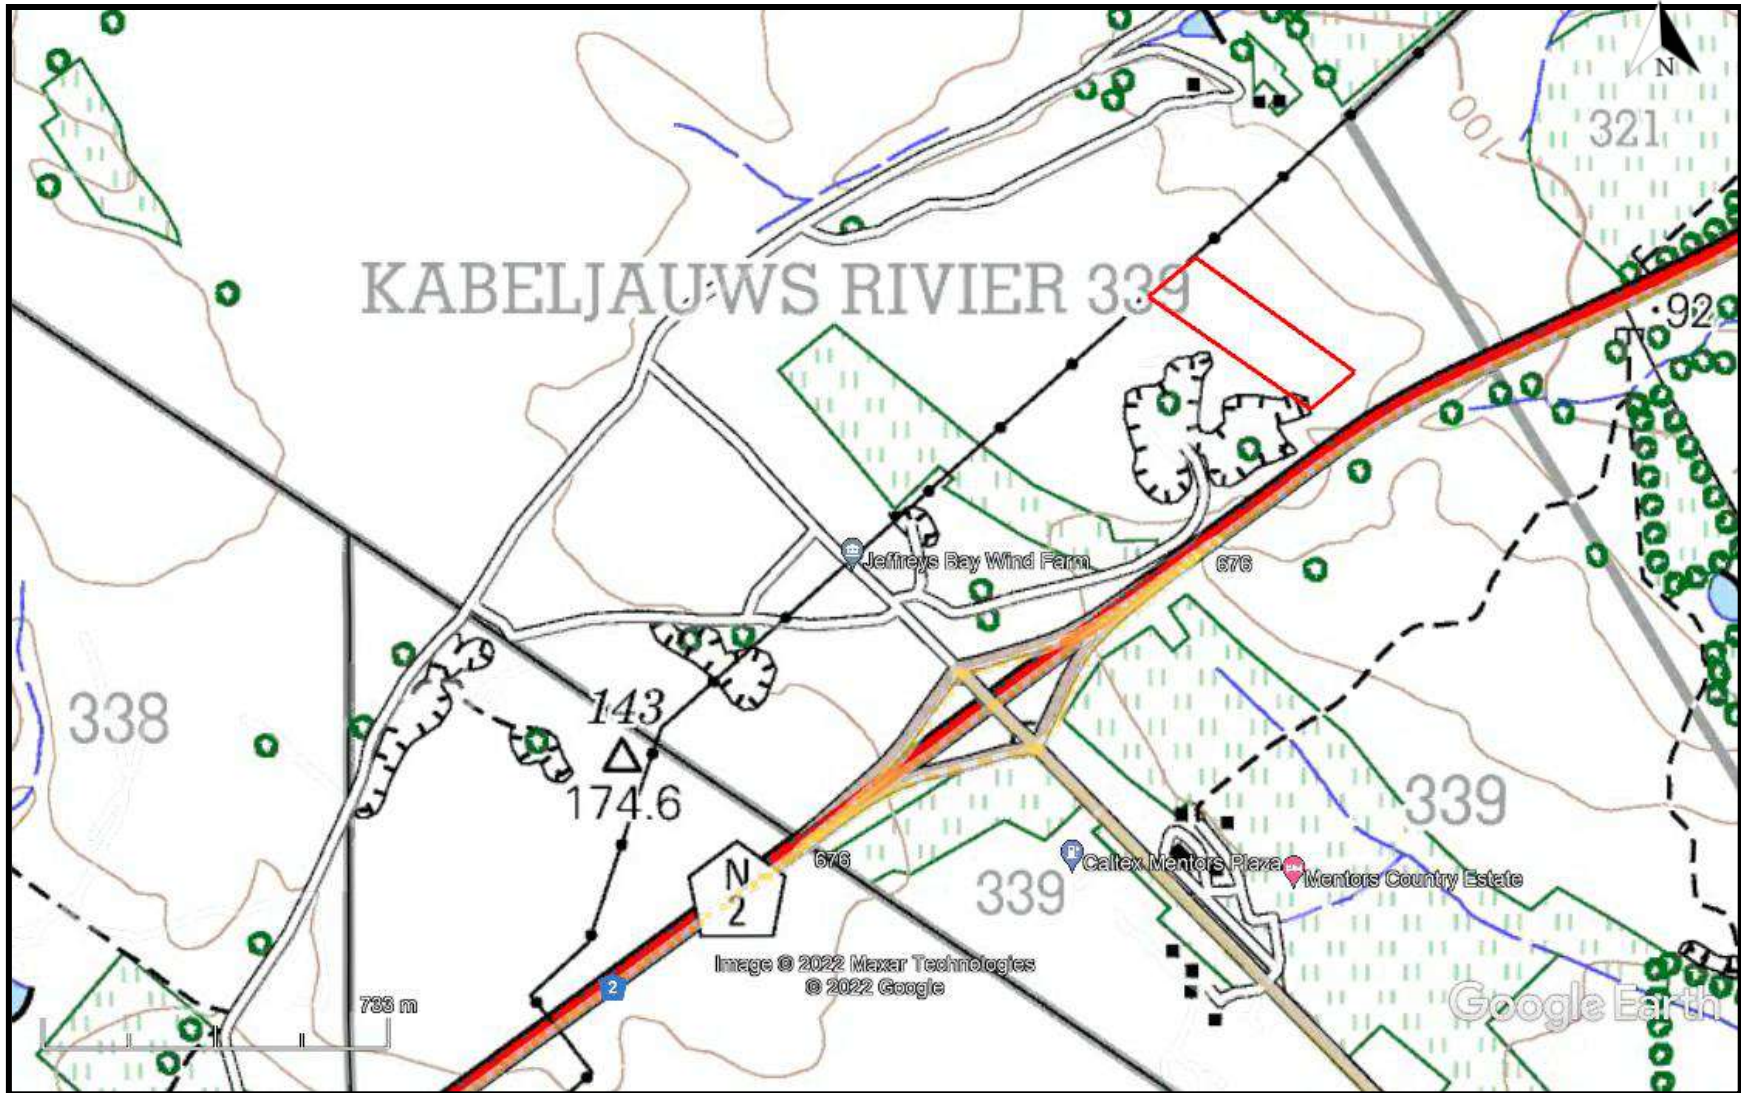 N
100
321
KABELJAUWS RIVIER 339
92
Jeffreys Bay Wind Farm
676
338
143
174.6
339
676
Caltex Mentors Plaza
Mentors Country Estate
339
N
2
Image © 2022 Maxar Technologies
© 2022 Google
2
733 m
Google Earth